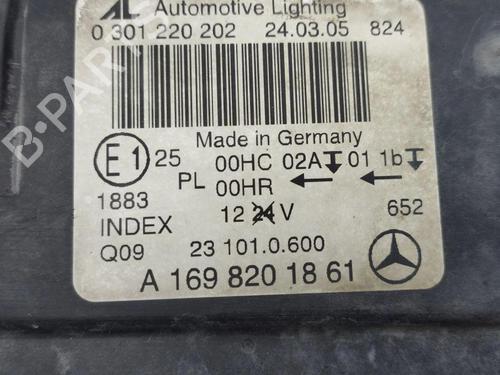 AL Automotive Lighting
0 301 220 202 24.03.05 824
Made in Germany
E1 25 00HC 02A 01 1b
PL 00HR
1883
12 24 V 652
INDEX
Q09 23 101.0.600
A 169 820 18 61